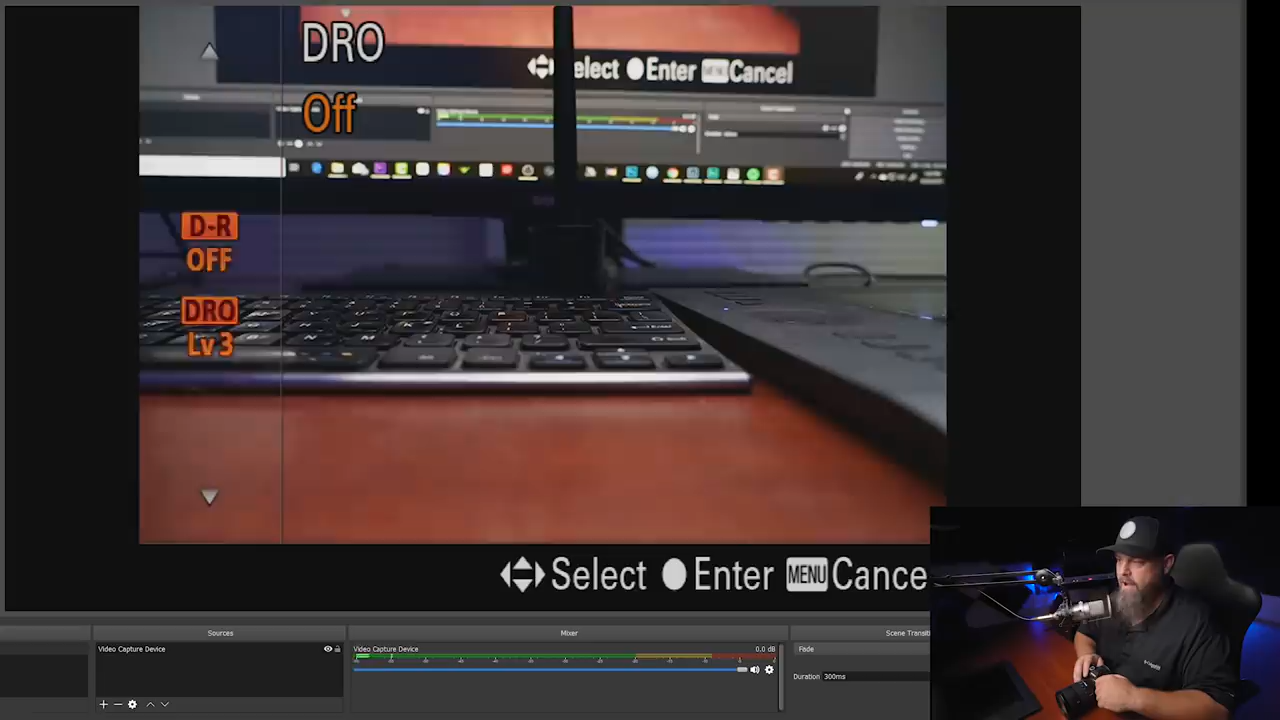 DRO
Select Enter MENU Cancel
Off
D-R
OFF
DRO
Lv 3
Select Enter MENU Cance
Sources
Mixer
Scene Transiti
Video Capture Device
Video Capture Device
0.0 dB
Fade
Duration 300ms